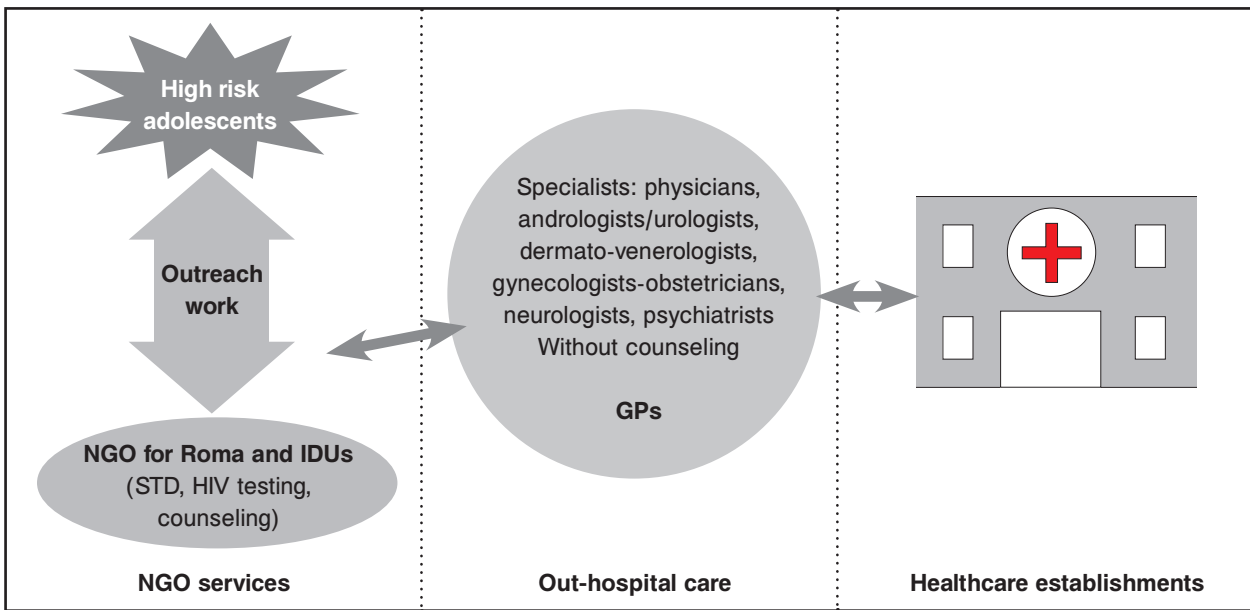 High risk
adolescents
Outreach
work
NGO for Roma and IDUs
(STD, HIV testing,
counseling)
NGO services
Specialists: physicians,
andrologists/urologists,
dermato-venerologists,
gynecologists-obstetricians,
neurologists, psychiatrists
Without counseling
GPs
Out-hospital care
Healthcare establishments